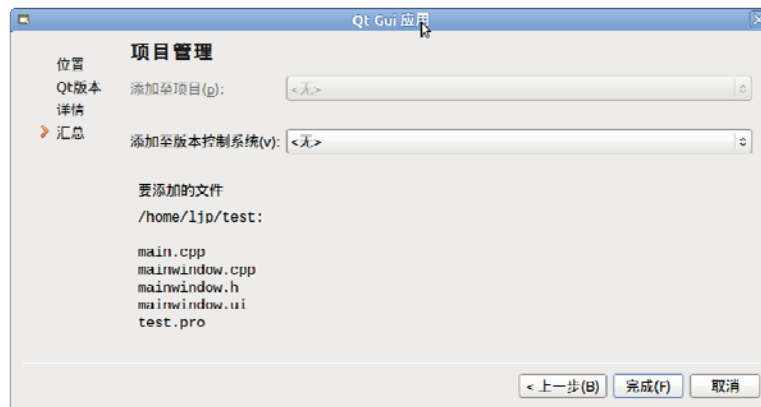 Qt Gui 应用
项目管理
位置
Qt版本
详情
汇总
添加至项目(p): <无>
添加至版本控制系统(v): <无>
要添加的文件
/home/ljp/test:
main.cpp
mainwindow.cpp
mainwindow.h
mainwindow.ui
test.pro
< 上一步(B) 完成(F) 取消